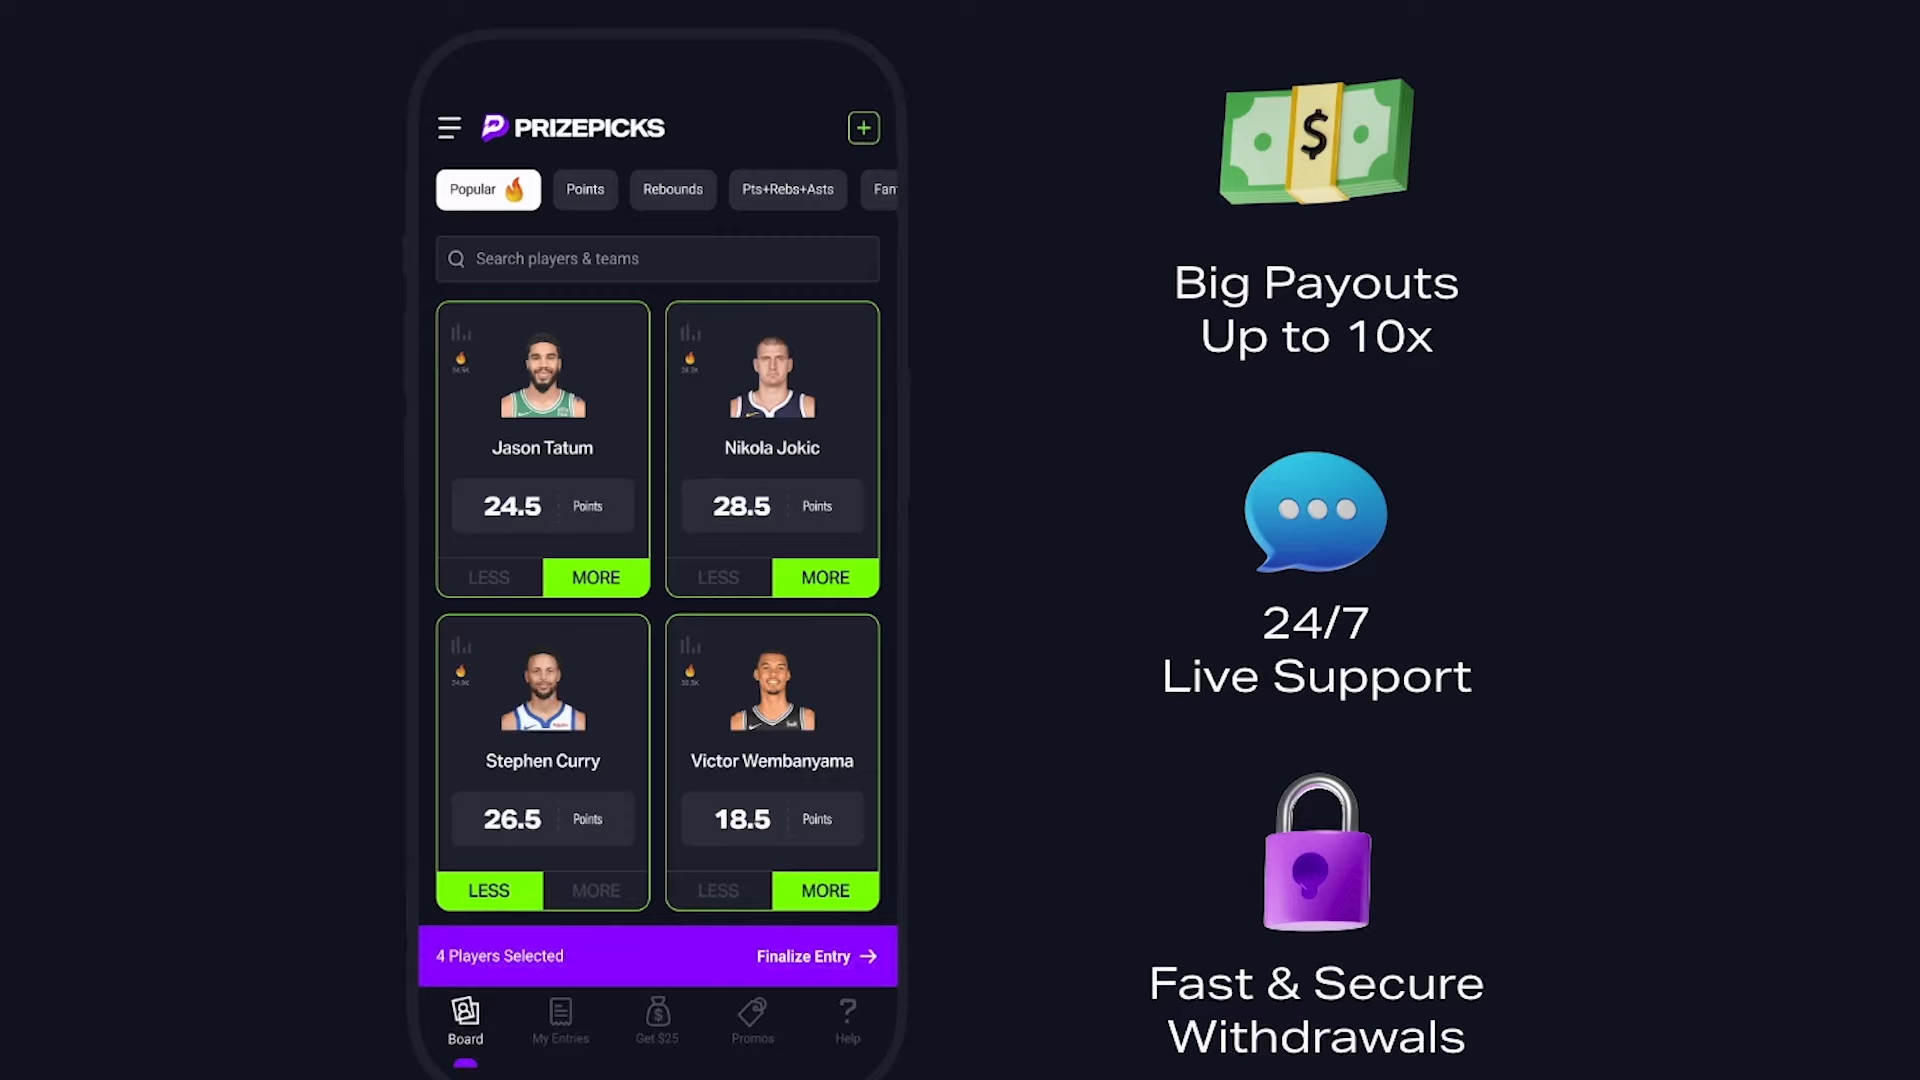 PRIZEPICKS
Popular
Points
Rebounds
Pts+Rebs+Asts
Fan
Search players & teams
Jason Tatum
Nikola Jokic
24.5 Points
28.5 Points
LESS MORE
LESS MORE
Stephen Curry
Victor Wembanyama
26.5 Points
18.5 Points
LESS MORE
LESS MORE
4 Players Selected
Finalize Entry
Board
My Entries
Get $25
Promos
Help
$
Big Payouts
Up to 10x
24/7
Live Support
Fast & Secure
Withdrawals